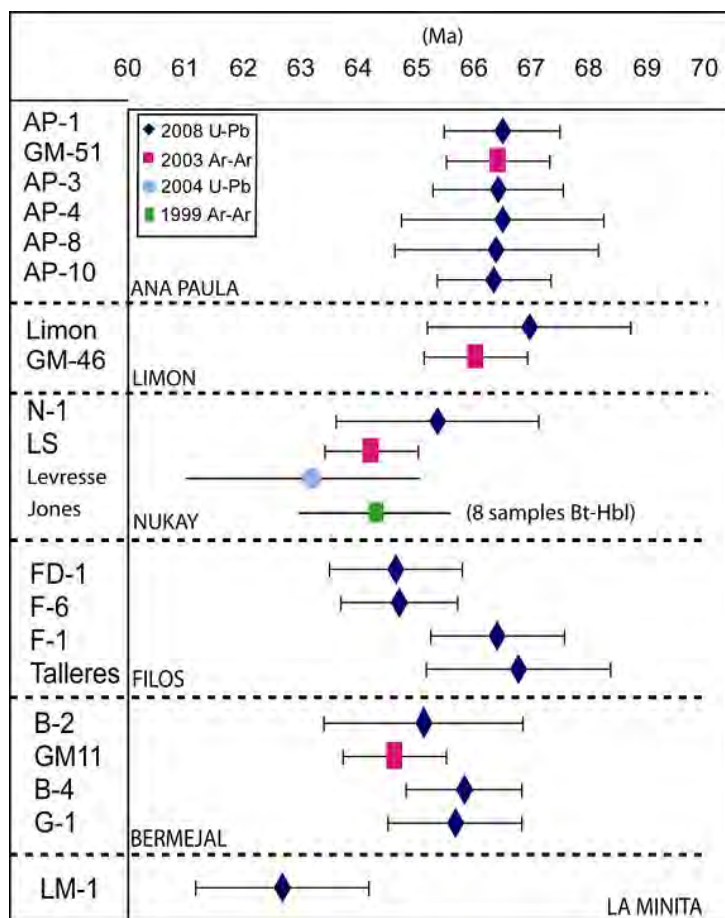 (Ma)
60 61 62 63 64 65 66 67 68 69 70
2008 U-Pb
2003 Ar-Ar
2004 U-Pb
1999 Ar-Ar
AP-1
GM-51
AP-3
AP-4
AP-8
AP-10
ANA PAULA
Limon
GM-46
LIMON
N-1
LS
Levresse
Jones
(8 samples Bt-Hbl)
NUKAY
FD-1
F-6
F-1
Talleres
FILOS
B-2
GM11
B-4
G-1
BERMEJAL
LM-1
LA MINITA